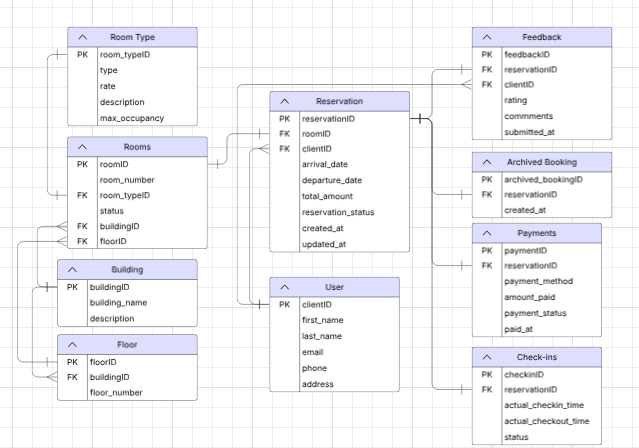 Room Type
PK room_typeID
type
rate
description
max_occupancy
Rooms
PK roomID
room_number
FK room_typeID
status
FK buildingID
FK floorID
Building
PK buildingID
building_name
description
Floor
PK floorID
FK buildingID
floor_number
Reservation
PK reservationID
FK roomID
FK clientID
arrival_date
departure_date
total_amount
reservation_status
created_at
updated_at
User
PK clientID
first_name
last_name
email
phone
address
Feedback
PK feedbackID
FK reservationID
FK clientID
rating
commments
submitted_at
Archived Booking
PK archived_bookingID
FK reservationID
created_at
Payments
PK paymentID
FK reservationID
payment_method
amount_paid
payment_status
paid_at
Check-ins
PK checkinID
FK reservationID
actual_checkin_time
actual_checkout_time
status